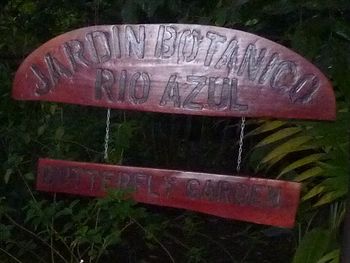 JARDIN BOTANICO
RIO AZUL
BUTTERFLY GARDEN